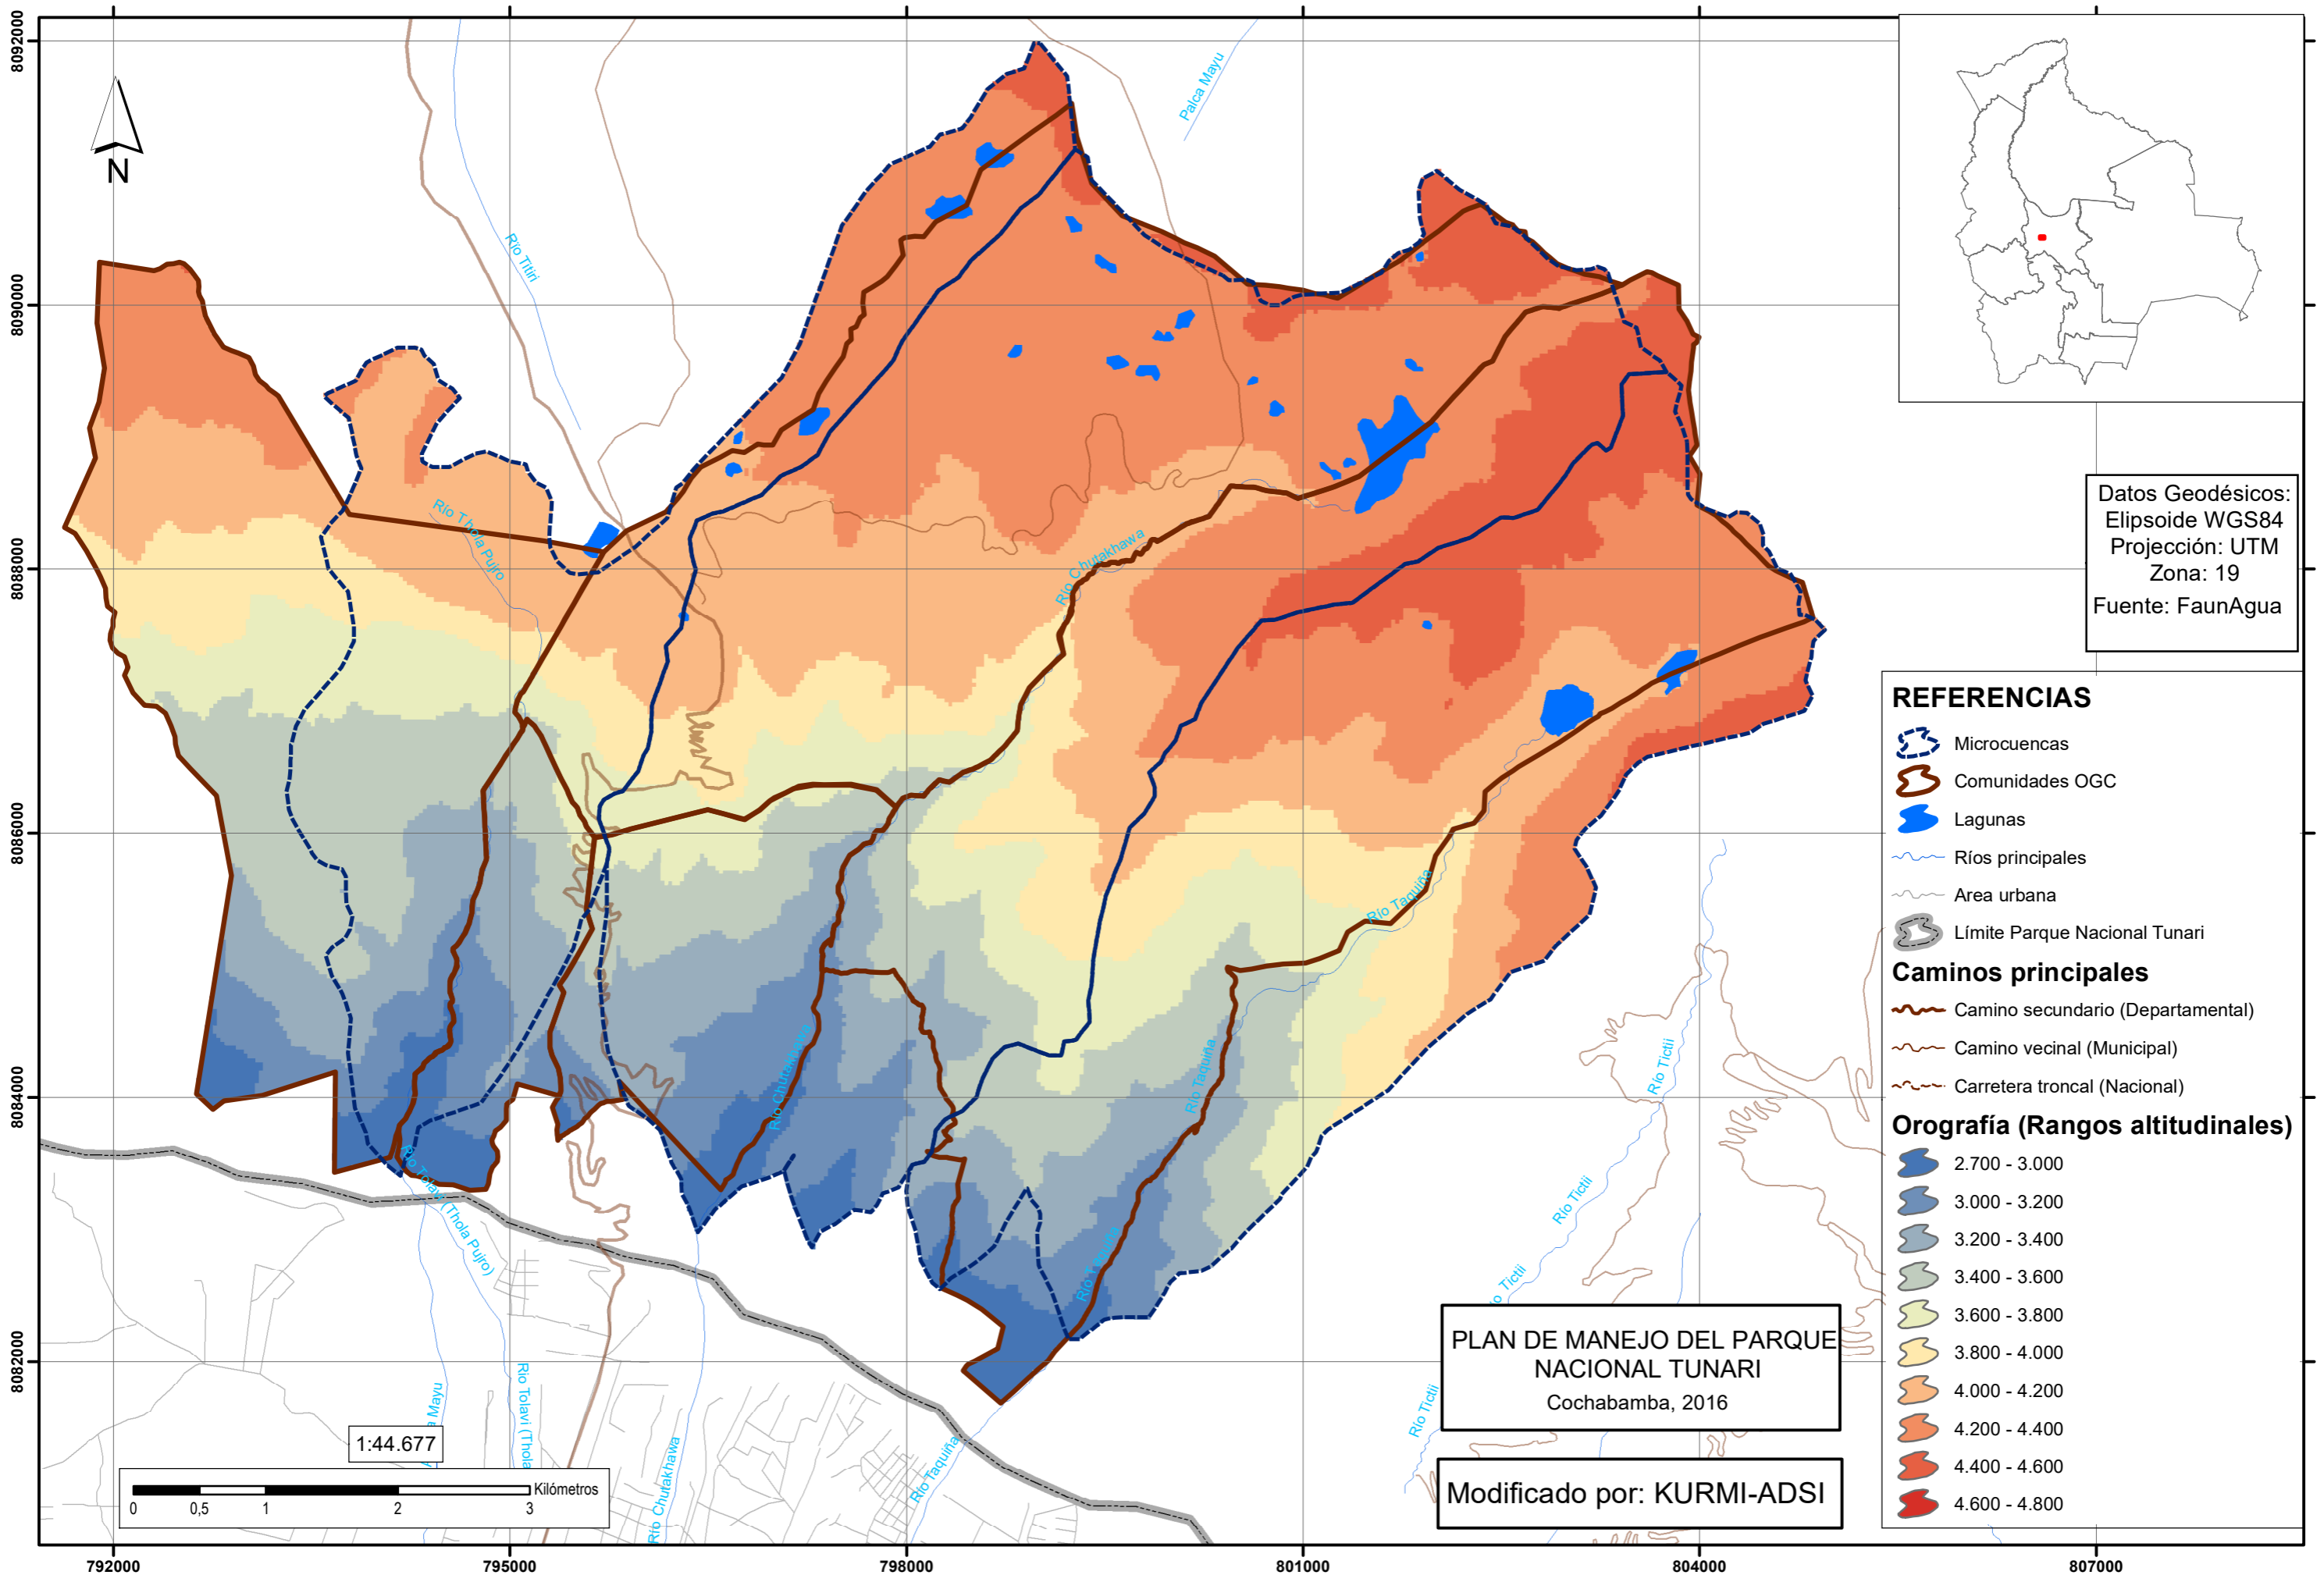 8092000
8090000
8088000
8086000
8084000
8082000
792000
795000
798000
801000
804000
807000
N
Palca Mayu
Río Titiri
Río Thola Pujro
Río Chutakhawa
Río Taquiña
Río Chutakhawa
Río Taquiña
Río Taquiña
Río Tolavi (Thola Pujro)
Río Tictii
Río Tictii
Río Tictii
Río Tictii
Mayu
Río Tolavi (Thola
Río Chutakhawa
Río Taquiña
1:44.677
0 0,5 1 2 3
Kilómetros
PLAN DE MANEJO DEL PARQUE
NACIONAL TUNARI
Cochabamba, 2016
Modificado por: KURMI-ADSI
Datos Geodésicos:
Elipsoide WGS84
Projección: UTM
Zona: 19
Fuente: FaunAgua
REFERENCIAS
Microcuencas
Comunidades OGC
Lagunas
Ríos principales
Area urbana
Límite Parque Nacional Tunari
Caminos principales
Camino secundario (Departamental)
Camino vecinal (Municipal)
Carretera troncal (Nacional)
Orografía (Rangos altitudinales)
2.700 - 3.000
3.000 - 3.200
3.200 - 3.400
3.400 - 3.600
3.600 - 3.800
3.800 - 4.000
4.000 - 4.200
4.200 - 4.400
4.400 - 4.600
4.600 - 4.800